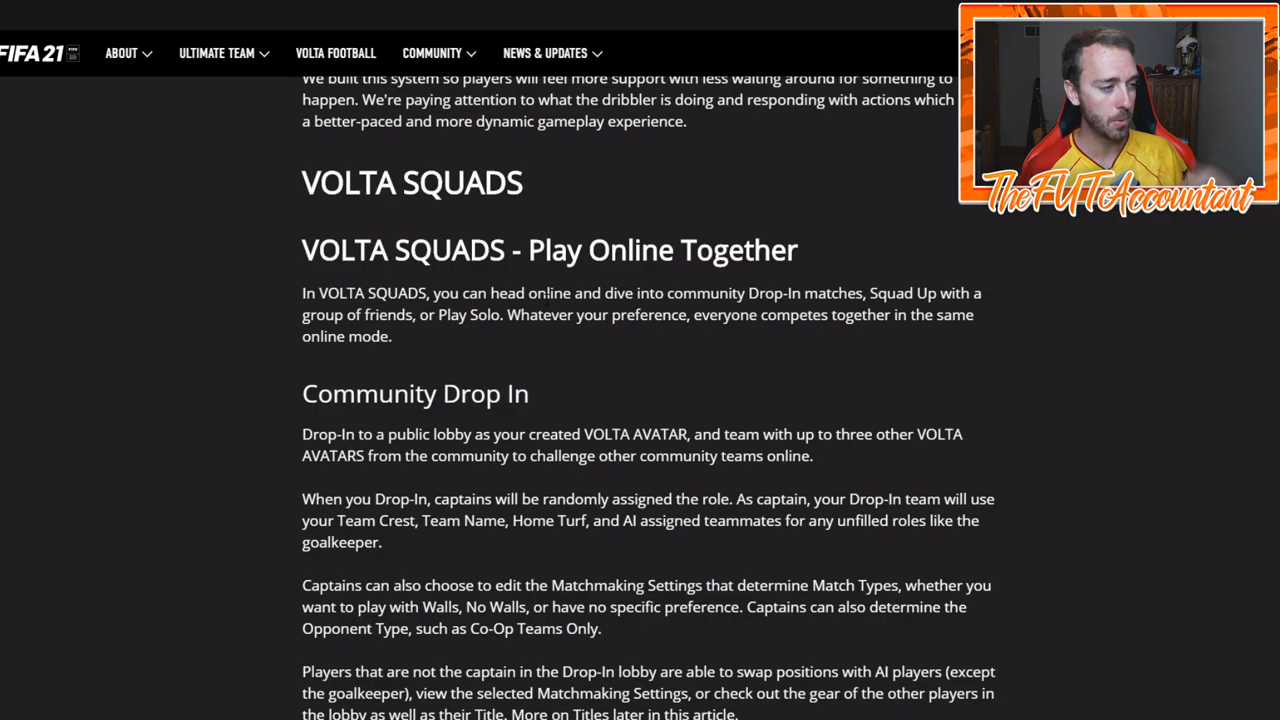 FIFA 21 ABOUT ULTIMATE TEAM VOLTA FOOTBALL COMMUNITY NEWS & UPDATES
We built this system so players will feel more support with less waiting around for something to
happen. We're paying attention to what the dribbler is doing and responding with actions which
a better-paced and more dynamic gameplay experience.
TheFUTAccountant
VOLTA SQUADS
VOLTA SQUADS - Play Online Together
In VOLTA SQUADS, you can head online and dive into community Drop-In matches, Squad Up with a
group of friends, or Play Solo. Whatever your preference, everyone competes together in the same
online mode.
Community Drop In
Drop-In to a public lobby as your created VOLTA AVATAR, and team with up to three other VOLTA
AVATARS from the community to challenge other community teams online.
When you Drop-In, captains will be randomly assigned the role. As captain, your Drop-In team will use
your Team Crest, Team Name, Home Turf, and AI assigned teammates for any unfilled roles like the
goalkeeper.
Captains can also choose to edit the Matchmaking Settings that determine Match Types, whether you
want to play with Walls, No Walls, or have no specific preference. Captains can also determine the
Opponent Type, such as Co-Op Teams Only.
Players that are not the captain in the Drop-In lobby are able to swap positions with AI players (except
the goalkeeper), view the selected Matchmaking Settings, or check out the gear of the other players in
the lobby as well as their Title. More on Titles later in this article.